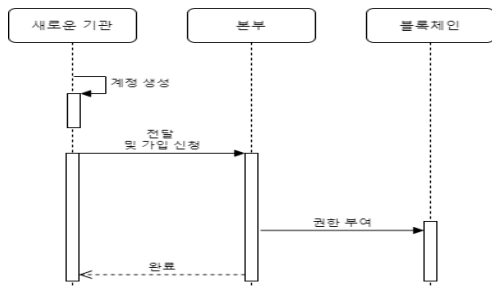 새로운 기관
본부
블록체인
계정 생성
전달
및 가입 신청
권한 부여
완료